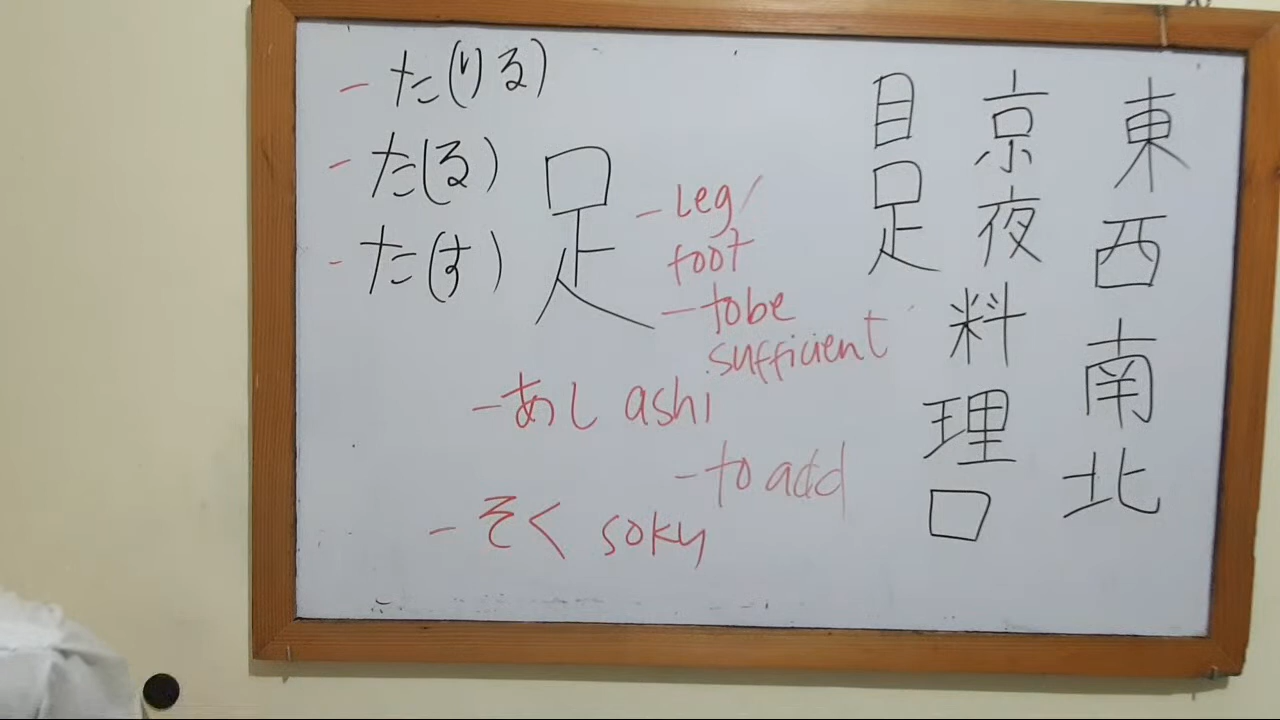 - た(りる)
- た(る)
- た(す)
足
- Leg/
foot
- to be
sufficient
- あし ashi
- to add
- そく soku
東西南北
京夜料理口
目足